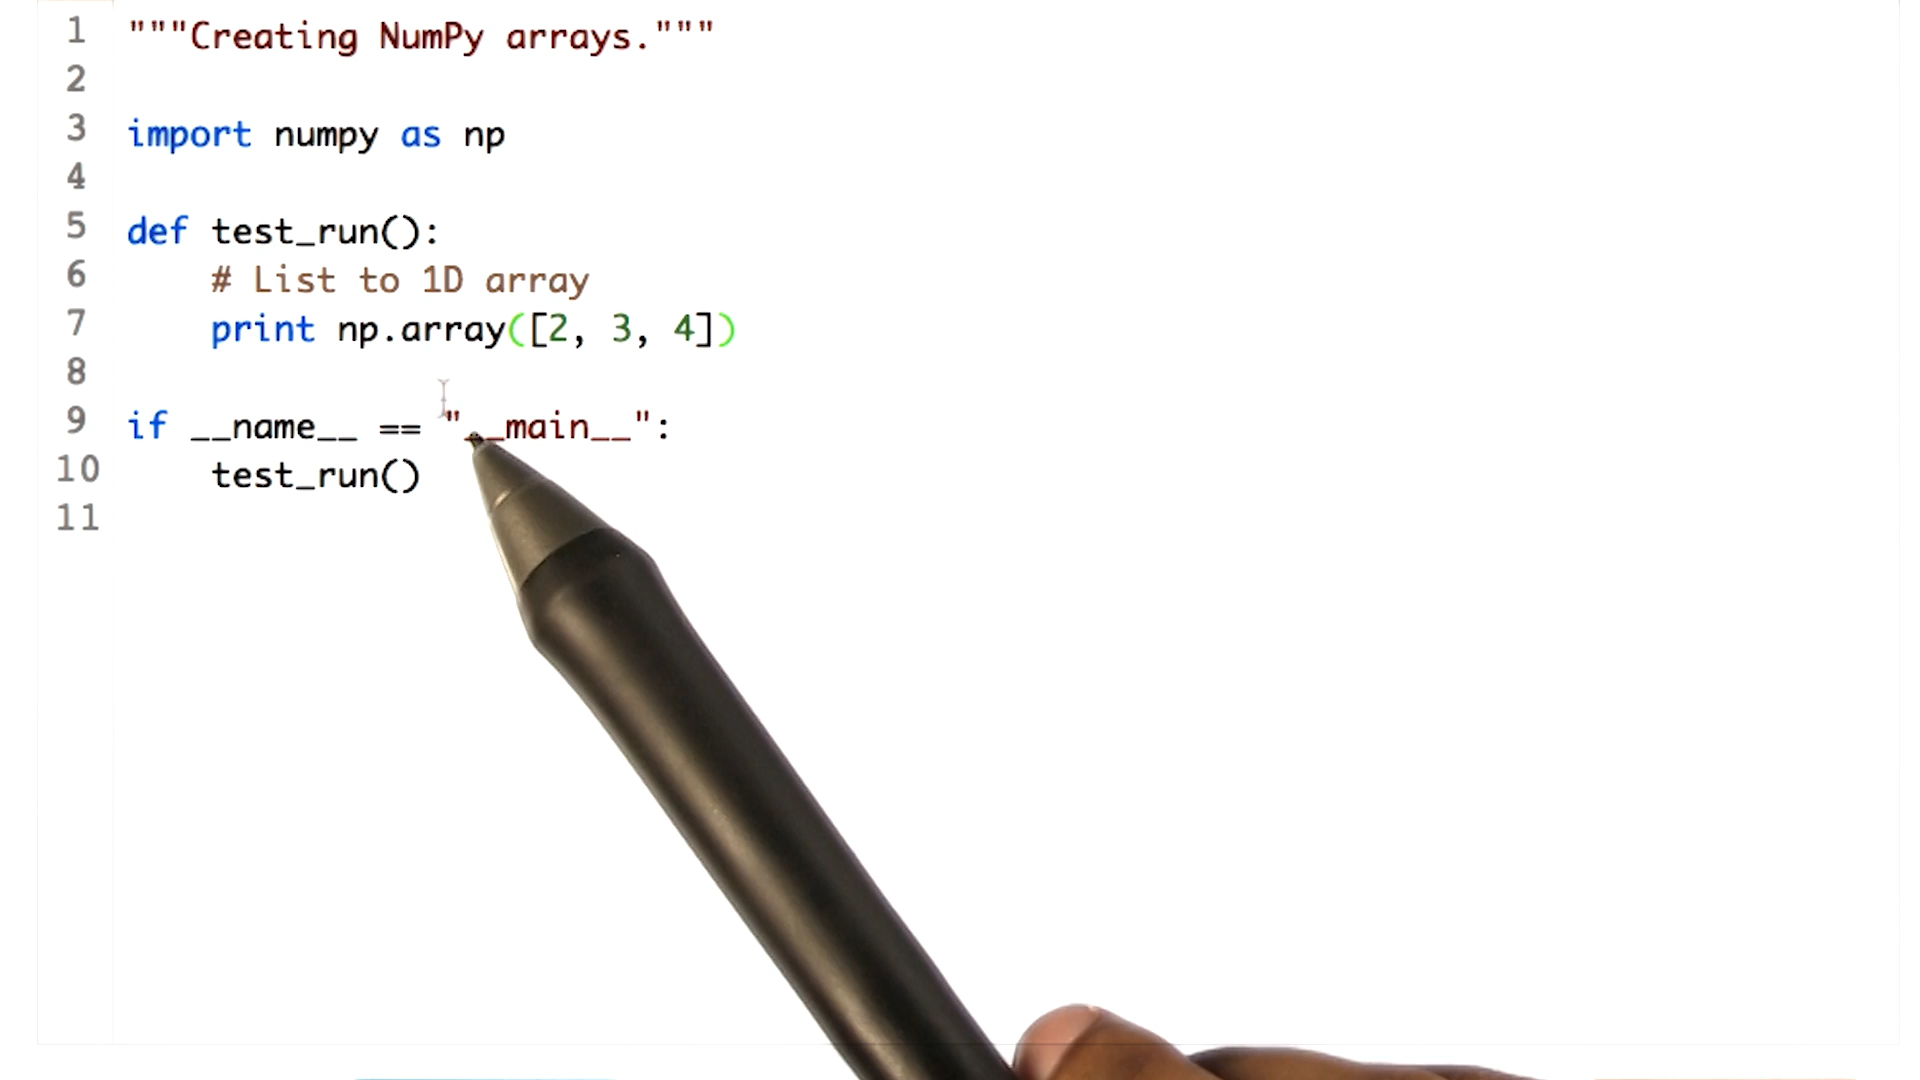 1 """Creating NumPy arrays."""
2
3 import numpy as np
4
5 def test_run():
6     # List to 1D array
7     print np.array([2, 3, 4])
8
9 if __name__ == "__main__":
10     test_run()
11